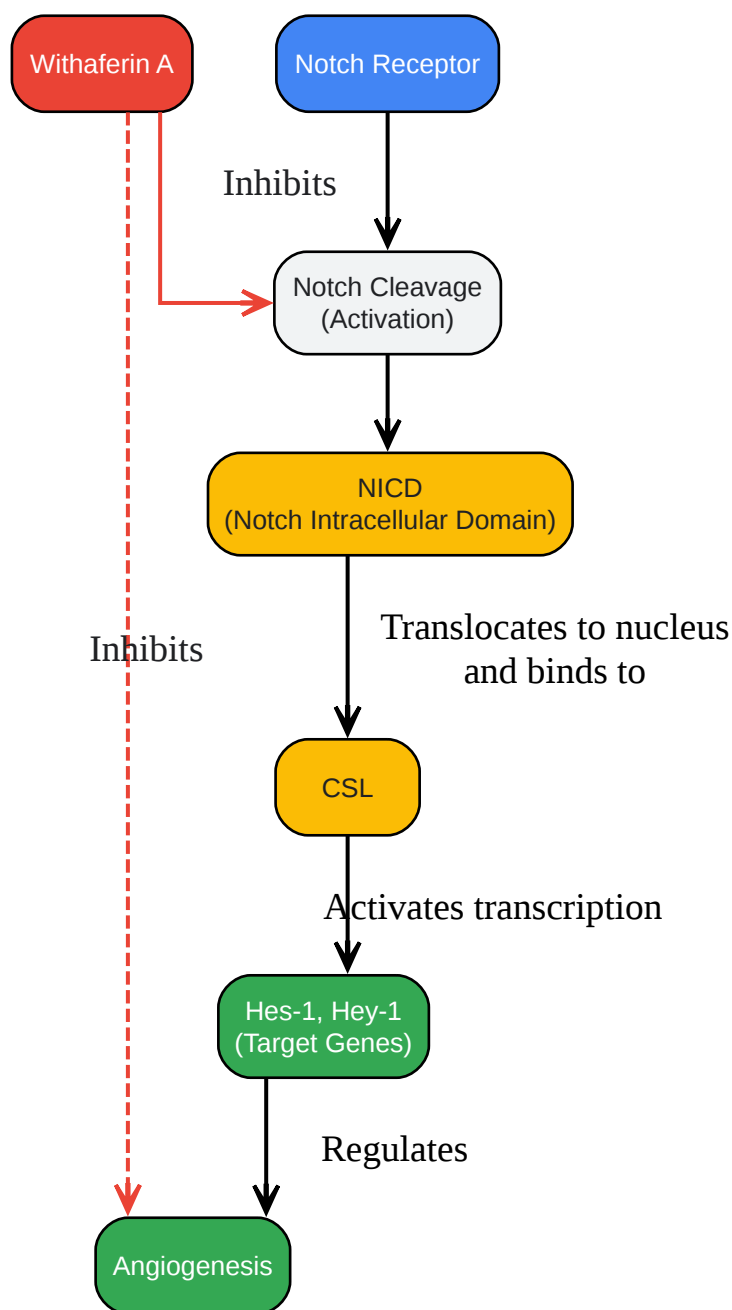 Withaferin A
Notch Receptor
Inhibits
Notch Cleavage
(Activation)
NICD
(Notch Intracellular Domain)
Translocates to nucleus
and binds to
Inhibits
CSL
Activates transcription
Hes-1, Hey-1
(Target Genes)
Regulates
Angiogenesis